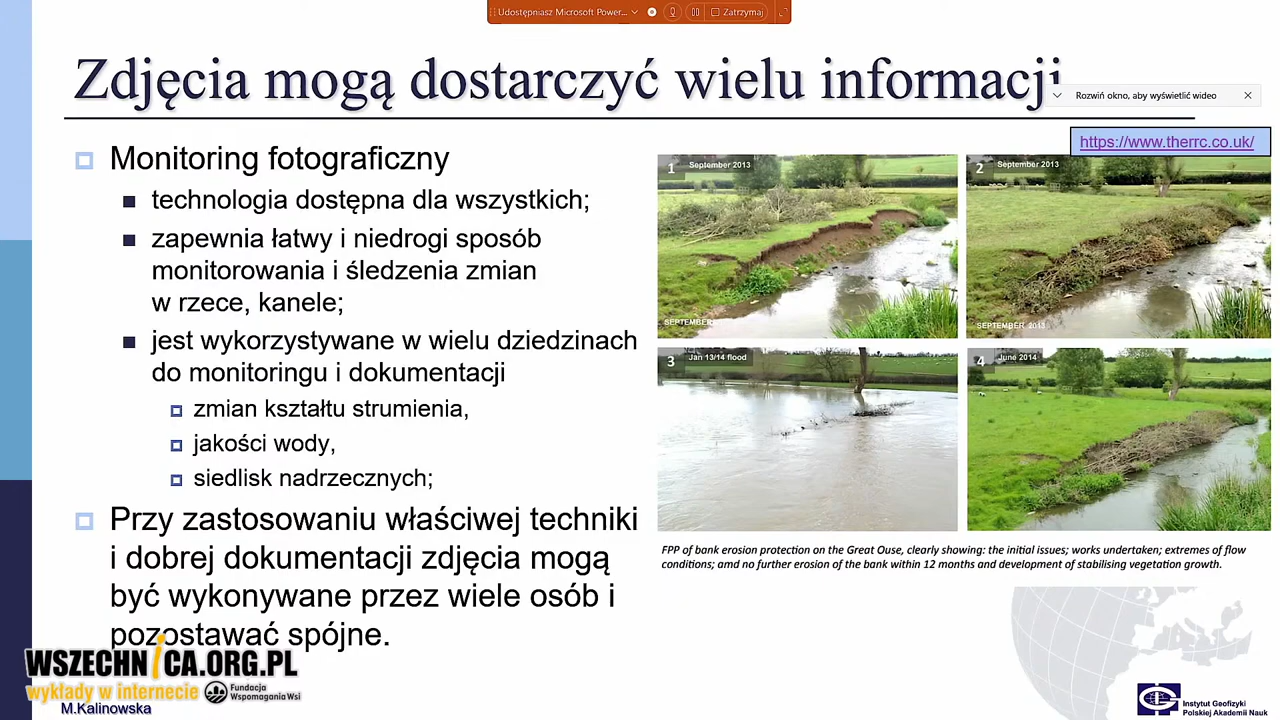 Udostępniasz Microsoft Power...
Zatrzymaj
Zdjęcia mogą dostarczyć wielu informacji
Rozwiń okno, aby wyświetlić wideo
https://www.therrc.co.uk/
Monitoring fotograficzny
technologia dostępna dla wszystkich;
zapewnia łatwy i niedrogi sposób
monitorowania i śledzenia zmian
w rzece, kanele;
jest wykorzystywane w wielu dziedzinach
do monitoringu i dokumentacji
zmian kształtu strumienia,
jakości wody,
siedlisk nadrzecznych;
Przy zastosowaniu właściwej techniki
i dobrej dokumentacji zdjęcia mogą
być wykonywane przez wiele osób i
pozostawać spójne.
1 September 2013
SEPTEMBER
2 September 2013
SEPTEMBER 2013
3 Jan 13/14 flood
4 June 2014
FPP of bank erosion protection on the Great Ouse, clearly showing: the initial issues; works undertaken; extremes of flow
conditions; amd no further erosion of the bank within 12 months and development of stabilising vegetation growth.
WSZECHNICA.ORG.PL
wykłady w internecie
Fundacja
Wspomagania Wsi
M.Kalinowska
Instytut Geofizyki
Polskiej Akademii Nauk